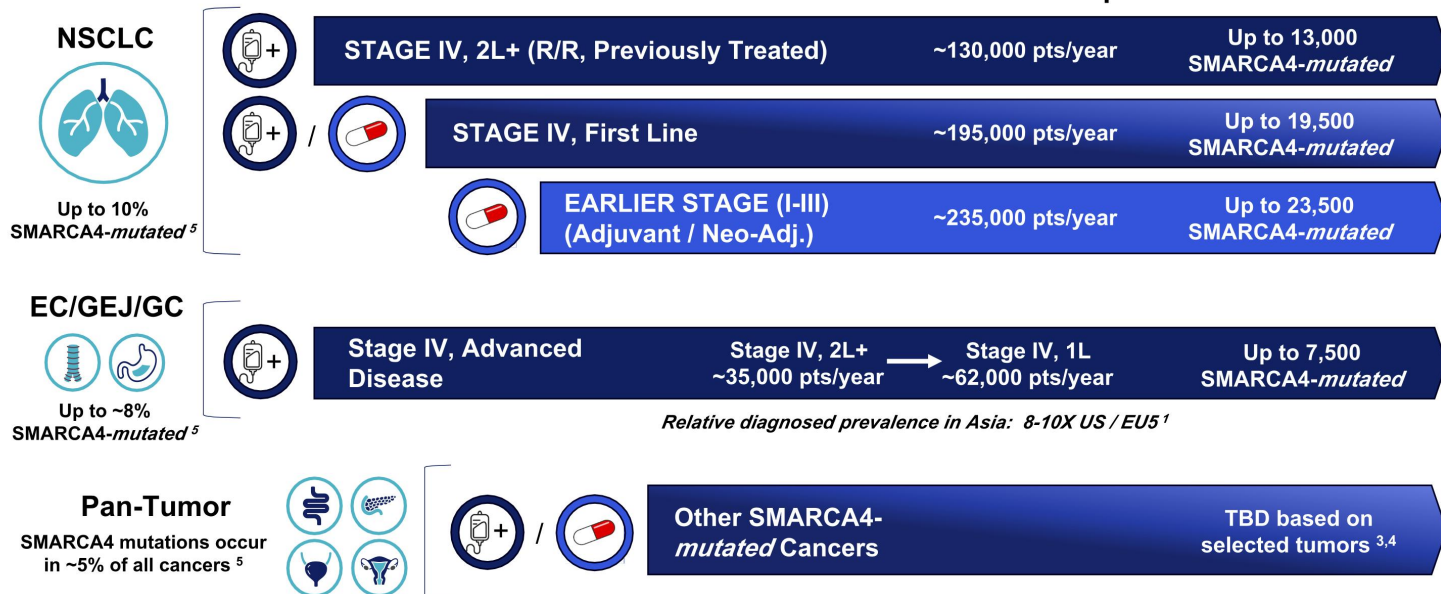 NSCLC
Up to 10%
SMARCA4-mutated 5
+
STAGE IV, 2L+ (R/R, Previously Treated)
~130,000 pts/year
Up to 13,000
SMARCA4-mutated
+
/
STAGE IV, First Line
~195,000 pts/year
Up to 19,500
SMARCA4-mutated
EARLIER STAGE (I-III)
(Adjuvant / Neo-Adj.)
~235,000 pts/year
Up to 23,500
SMARCA4-mutated
EC/GEJ/GC
Up to ~8%
SMARCA4-mutated 5
+
Stage IV, Advanced
Disease
Stage IV, 2L+
~35,000 pts/year
Stage IV, 1L
~62,000 pts/year
Up to 7,500
SMARCA4-mutated
Relative diagnosed prevalence in Asia: 8-10X US / EU5 1
Pan-Tumor
SMARCA4 mutations occur
in ~5% of all cancers 5
+
/
Other SMARCA4-
mutated Cancers
TBD based on
selected tumors 3,4